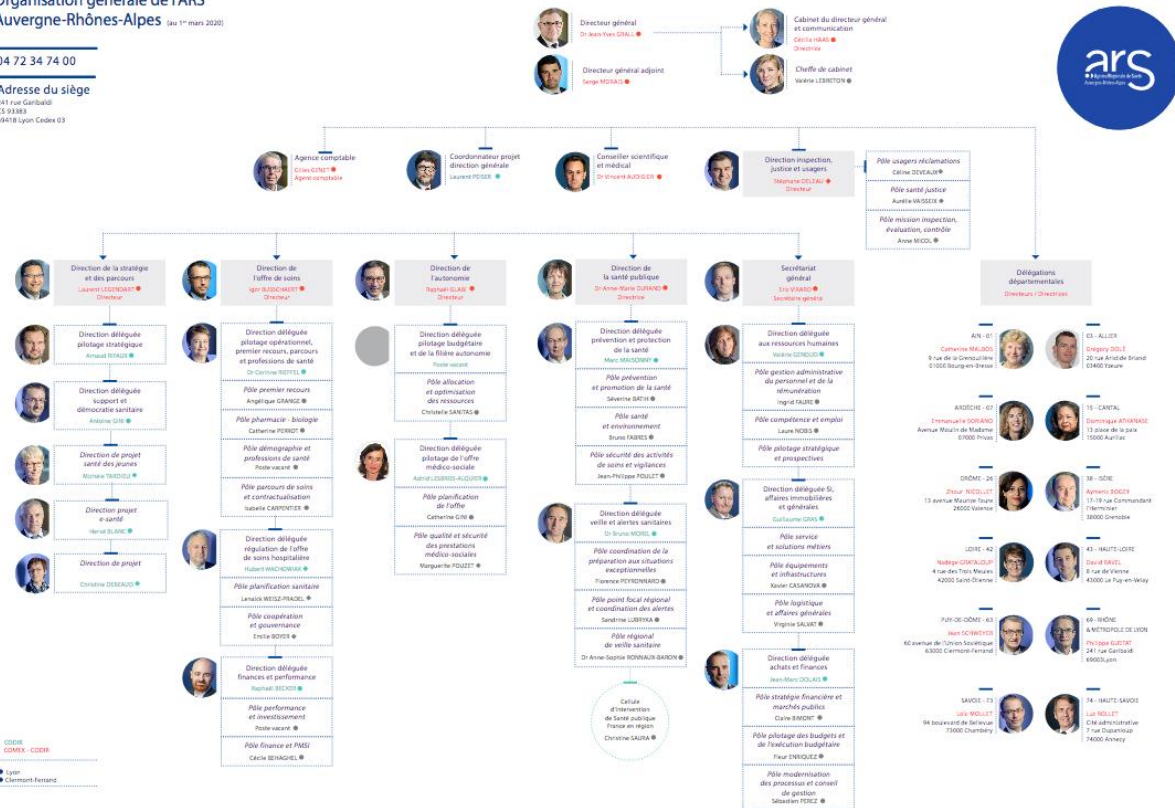 Organisation générale de l'ARS
Auvergne-Rhônes-Alpes (au 1er mars 2020)
04 72 34 74 00
Adresse du siège
241 rue Garibaldi
CS 93383
69418 Lyon Cedex 03
Directeur général
Dr Jean-Yves GRALL
Directeur général adjoint
Serge MORAIS
Cabinet du directeur général
et communication
Cécilia HAAS
Directrice
Cheffe de cabinet
Valérie LEBRETON
ars
Agence Régionale de Santé
Auvergne-Rhône-Alpes
Agence comptable
Gilles GENET
Agent comptable
Coordonnateur projet
direction générale
Laurent PEISER
Conseiller scientifique
et médical
Dr Vincent AUDIGIER
Direction inspection,
justice et usagers
Stéphane DELEAU
Directeur
Pôle usagers réclamations
Céline DEVEAUX
Pôle santé justice
Aurélie VAISSEIX
Pôle mission inspection,
évaluation, contrôle
Anne MICOL
Direction de la stratégie
et des parcours
Laurent LEGENDART
Directeur
Direction déléguée
pilotage stratégique
Arnaud RIFAUX
Direction déléguée
support et
démocratie sanitaire
Antoine GINI
Direction de projet
santé des jeunes
Michèle TARDIEU
Direction projet
e-santé
Hervé BLANC
Direction de projet
Christine DEBEAUD
Direction de
l'offre de soins
Igor BUSSCHAERT
Directeur
Direction déléguée
pilotage opérationnel,
premier recours, parcours
et professions de santé
Dr Corinne RIEFFEL
Pôle premier recours
Angélique GRANGE
Pôle pharmacie - biologie
Catherine PERROT
Pôle démographie et
professions de santé
Poste vacant
Pôle parcours de soins
et contractualisation
Isabelle CARPENTIER
Direction déléguée
régulation de l'offre
de soins hospitalière
Hubert WACHOWIAK
Pôle planification sanitaire
Lenaïck WEISZ-PRADEL
Pôle coopération
et gouvernance
Emilie BOYER
Direction déléguée
finances et performance
Raphaël BECKER
Pôle performance
et investissement
Poste vacant
Pôle finance et PMSI
Cécile BEHAGHEL
Direction de
l'autonomie
Raphaël GLABI
Directeur
Direction déléguée
pilotage budgétaire
et de la filière autonomie
Poste vacant
Pôle allocation
et optimisation
des ressources
Christelle SANITAS
Direction déléguée
pilotage de l'offre
médico-sociale
Astrid LESBROS-ALQUIER
Pôle planification
de l'offre
Catherine GINI
Pôle qualité et sécurité
des prestations
médico-sociales
Marguerite POUZET
Direction de
la santé publique
Dr Anne-Marie DURAND
Directrice
Direction déléguée
prévention et protection
de la santé
Marc MAISONNY
Pôle prévention
et promotion de la santé
Séverine BATIH
Pôle santé
et environnement
Bruno FABRES
Pôle sécurité des activités
de soins et vigilances
Jean-Philippe POULET
Direction déléguée
veille et alertes sanitaires
Dr Bruno MOREL
Pôle coordination de la
préparation aux situations
exceptionnelles
Florence PEYRONNARD
Pôle point focal régional
et coordination des alertes
Sandrine LUBRYKA
Pôle régional
de veille sanitaire
Dr Anne-Sophie RONNAUX-BARON
Cellule
d'intervention
de Santé publique
France en région
Christine SAURA
Secrétariat
général
Eric VIRARD
Secrétaire général
Direction déléguée
aux ressources humaines
Valérie GENOUD
Pôle gestion administrative
du personnel et de la
rémunération
Ingrid FAURE
Pôle compétence et emploi
Laure NOBIS
Pôle pilotage stratégique
et prospectives
Direction déléguée SI,
affaires immobilières
et générales
Guillaume GRAS
Pôle service
et solutions métiers
Pôle équipements
et infrastructures
Xavier CASANOVA
Pôle logistique
et affaires générales
Virginie SALVAT
Direction déléguée
achats et finances
Jean-Marc DOLAIS
Pôle stratégie financière et
marchés publics
Claire BIMONT
Pôle pilotage des budgets et
de l'exécution budgétaire
Fleur ENRIQUEZ
Pôle modernisation
des processus et conseil
de gestion
Sébastien PEREZ
Délégations
départementales
Directeurs / Directrices
AIN - 01
Catherine MALBOS
9 rue de la Grenouillère
01000 Bourg-en-Bresse
03 - ALLIER
Grégory DOLÉ
20 rue Aristide Briand
03400 Yzeure
ARDÈCHE - 07
Emmanuelle SORIANO
Avenue Moulin de Madame
07000 Privas
15 - CANTAL
Dominique ATHANASE
13 place de la paix
15000 Aurillac
DRÔME - 26
Zhour NICOLLET
13 avenue Maurice Faure
26000 Valence
38 - ISÈRE
Aymeric BOGEY
17-19 rue Commandant
l'Herminier
38000 Grenoble
LOIRE - 42
Nadège GRATALOUP
4 rue des Trois Meules
42000 Saint-Étienne
43 - HAUTE-LOIRE
David RAVEL
8 rue de Vienne
43000 Le Puy-en-Velay
PUY-DE-DÔME - 63
Jean SCHWEYER
60 avenue de l'Union Soviétique
63000 Clermont-Ferrand
69 - RHÔNE
& MÉTROPOLE DE LYON
Philippe GUETAT
241 rue Garibaldi
69003Lyon
SAVOIE - 73
Loïc MOLLET
94 boulevard de Bellevue
73000 Chambéry
74 - HAUTE-SAVOIE
Luc ROLLET
Cité administrative
7 rue Dupanloup
74000 Annecy
CODIR
COMEX - CODIR
Lyon
Clermont-Ferrand